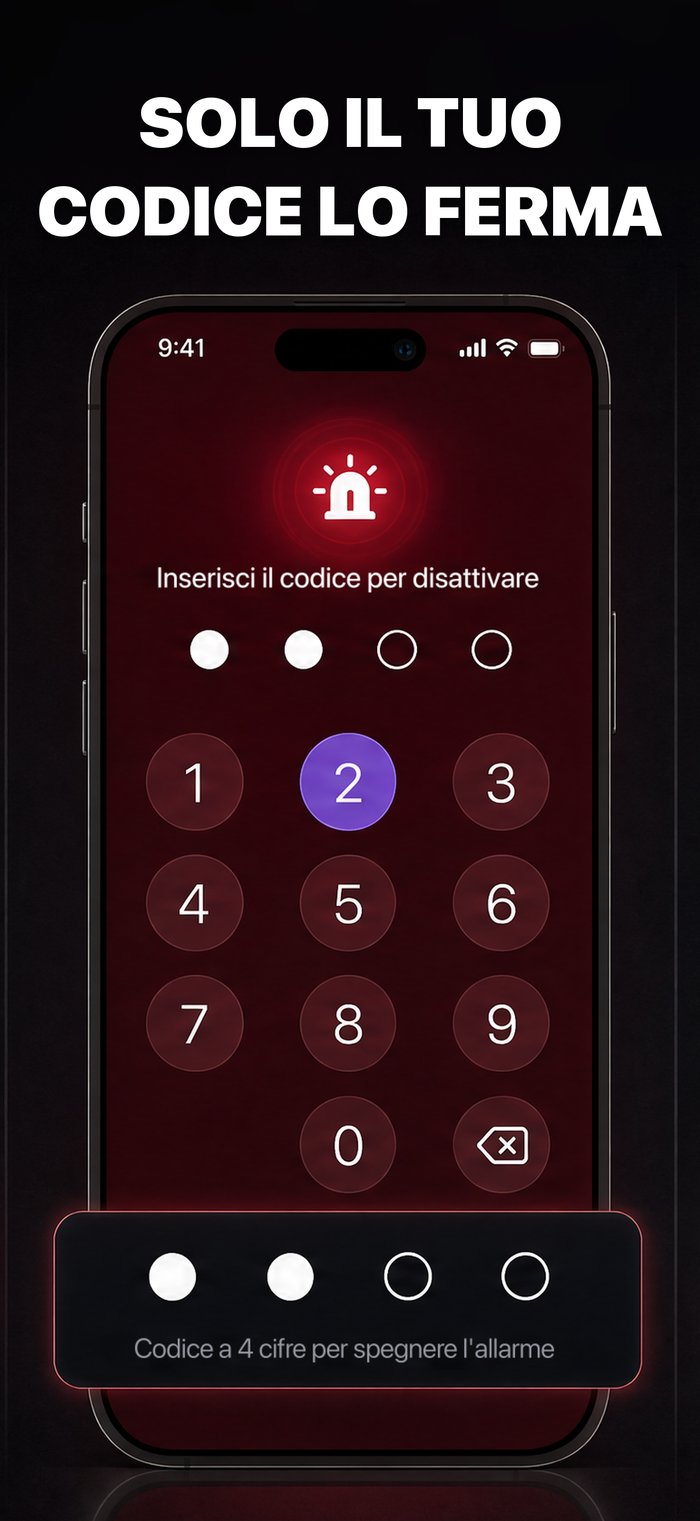 SOLO IL TUO
CODICE LO FERMA
9:41
Inserisci il codice per disattivare
1 2 3
4 5 6
7 8 9
0
Codice a 4 cifre per spegnere l'allarme